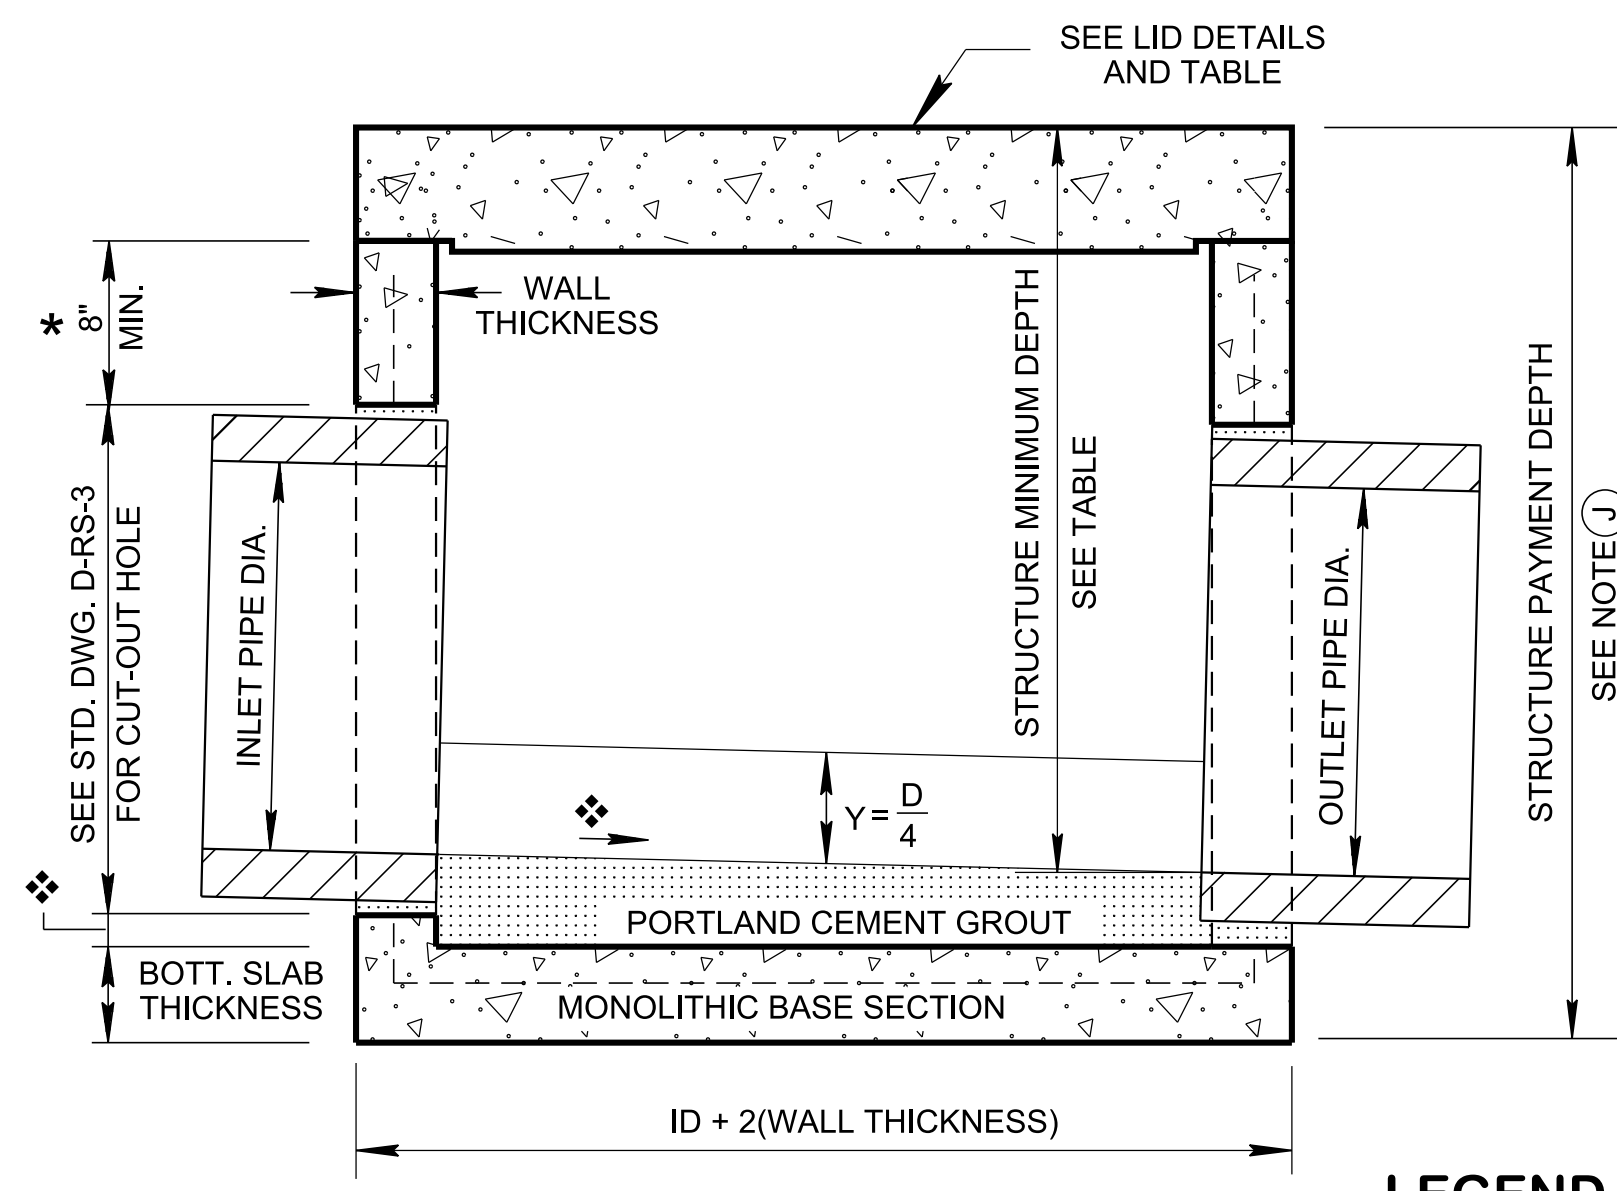 SEE LID DETAILS
AND TABLE
WALL
THICKNESS
*
8"
MIN.
SEE STD. DWG. D-RS-3
FOR CUT-OUT HOLE
INLET PIPE DIA.
STRUCTURE MINIMUM DEPTH
SEE TABLE
OUTLET PIPE DIA.
STRUCTURE PAYMENT DEPTH
SEE NOTE J
❖
Y = D
4
❖
PORTLAND CEMENT GROUT
BOTT. SLAB
THICKNESS
MONOLITHIC BASE SECTION
ID + 2(WALL THICKNESS)
LEGEND